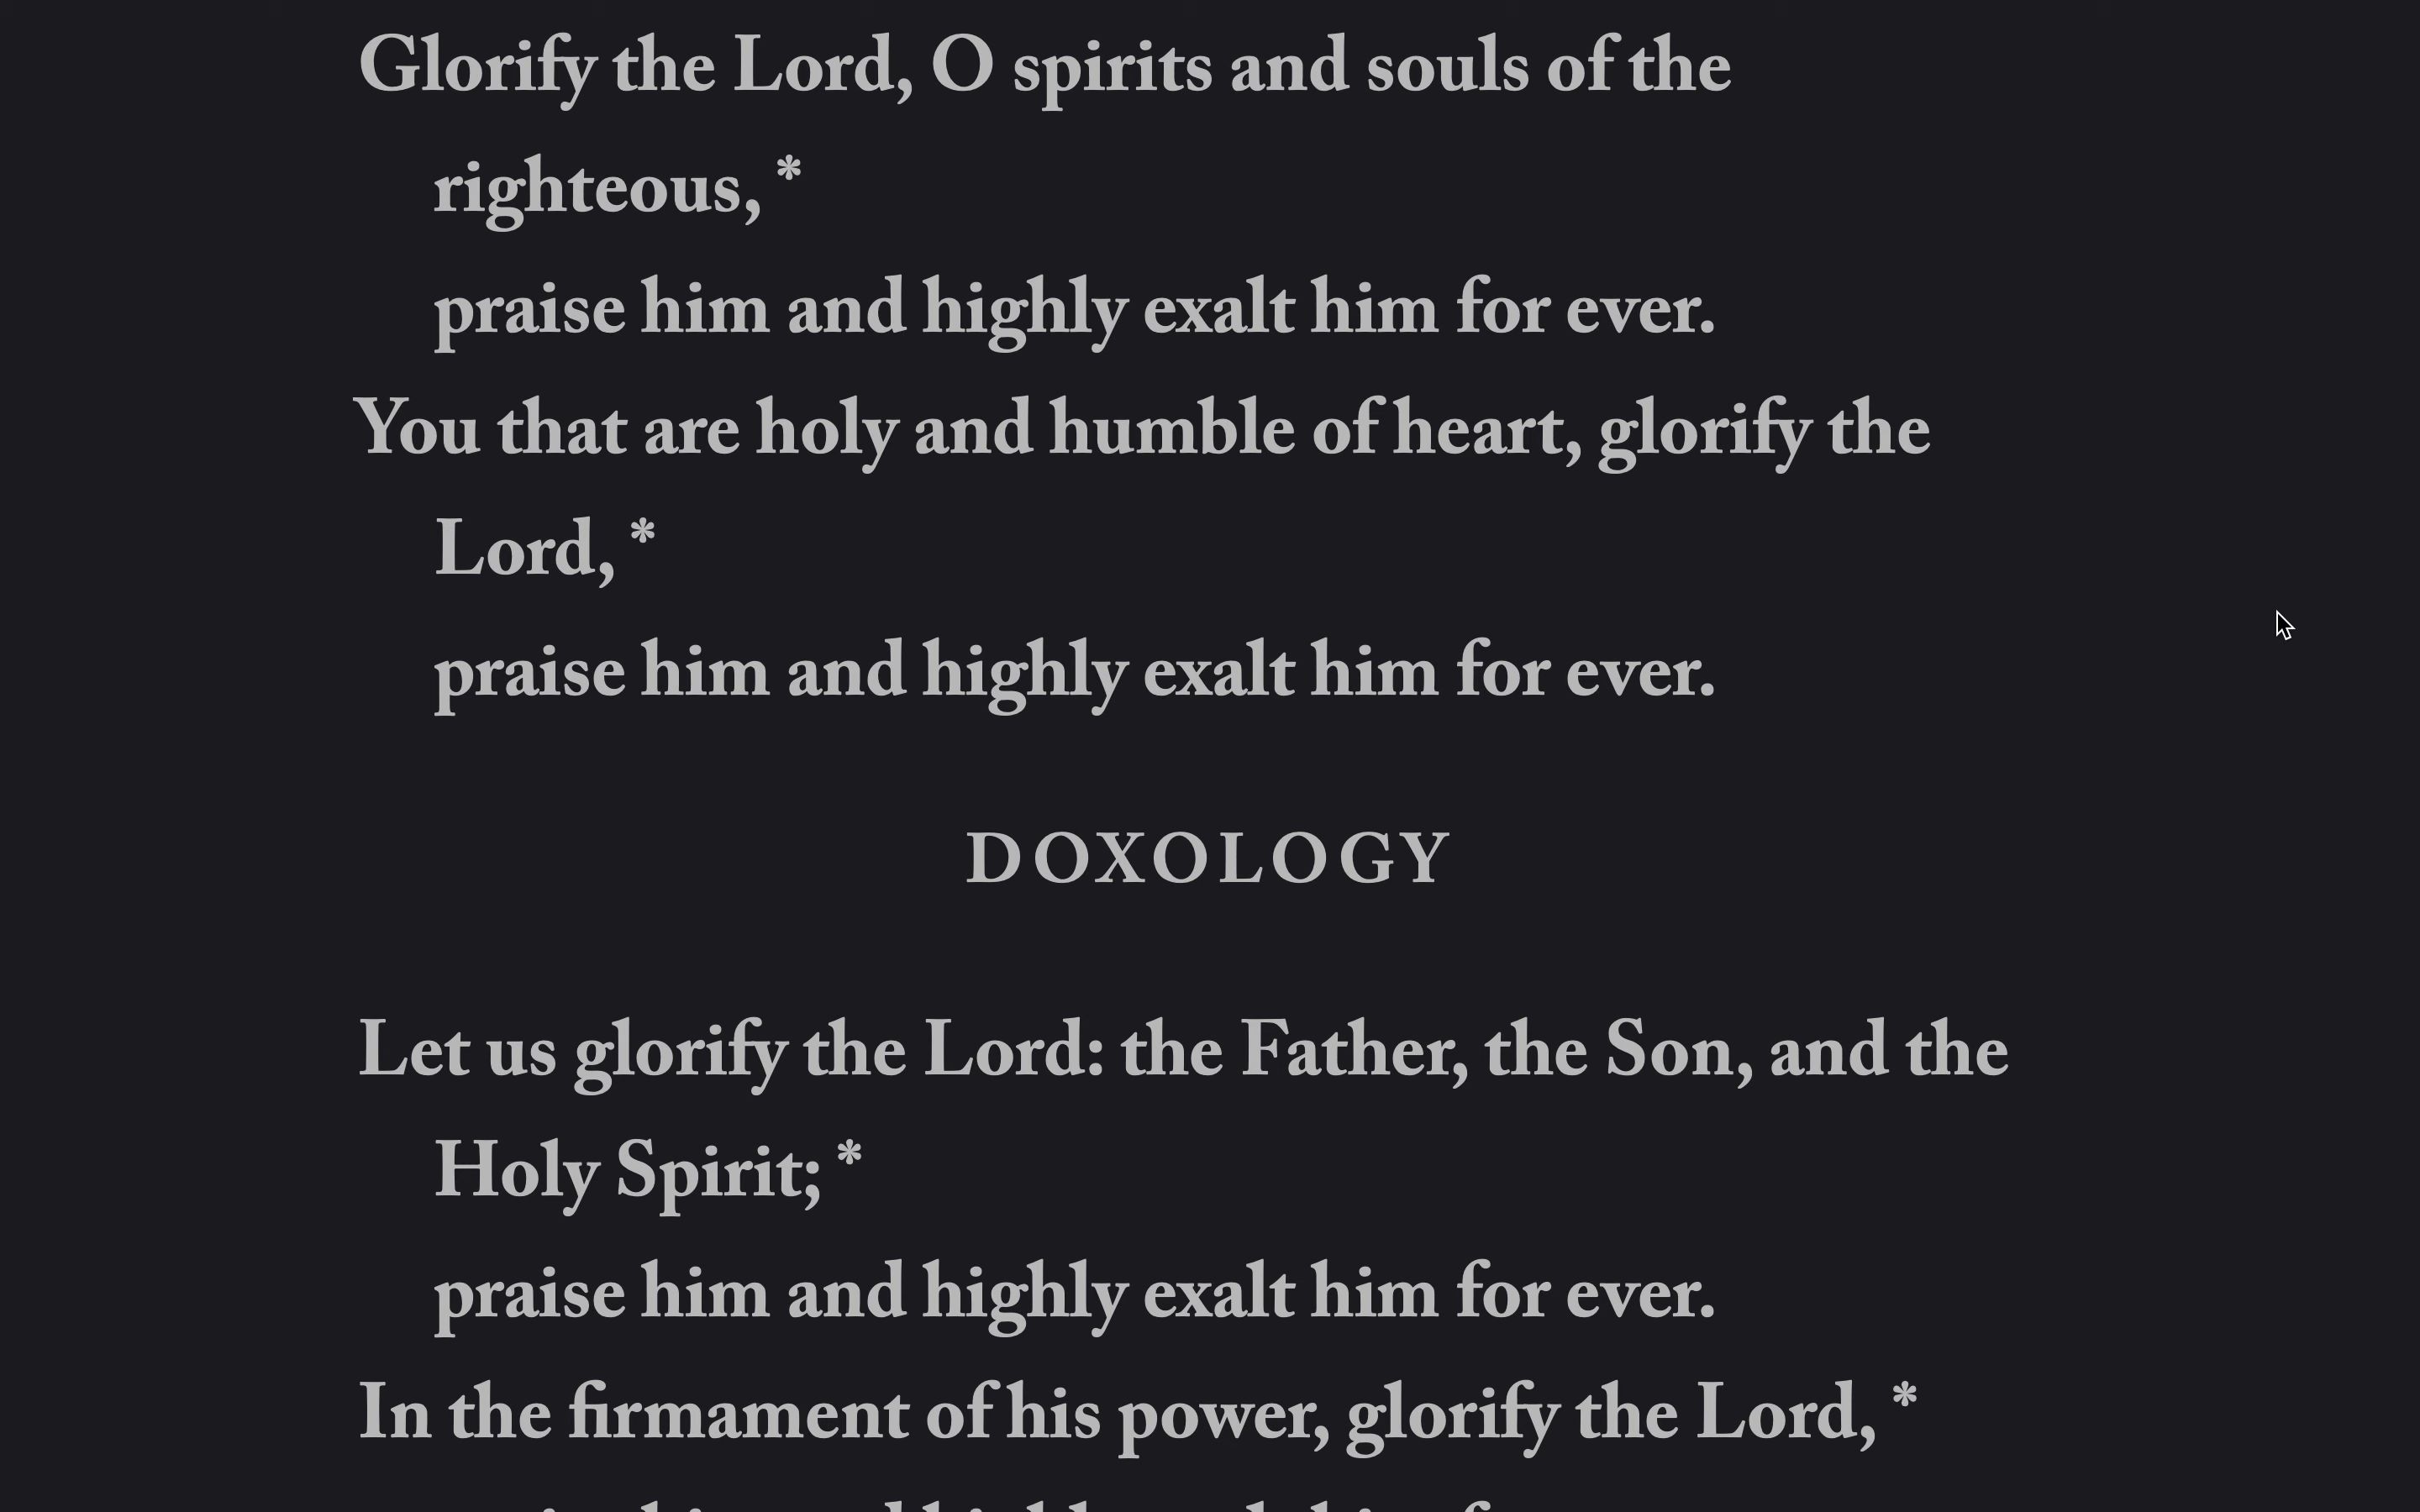 Glorify the Lord, O spirits and souls of the
righteous, *
praise him and highly exalt him for ever.
You that are holy and humble of heart, glorify the
Lord, *
praise him and highly exalt him for ever.
DOXOLOGY
Let us glorify the Lord: the Father, the Son, and the
Holy Spirit; *
praise him and highly exalt him for ever.
In the firmament of his power, glorify the Lord, *